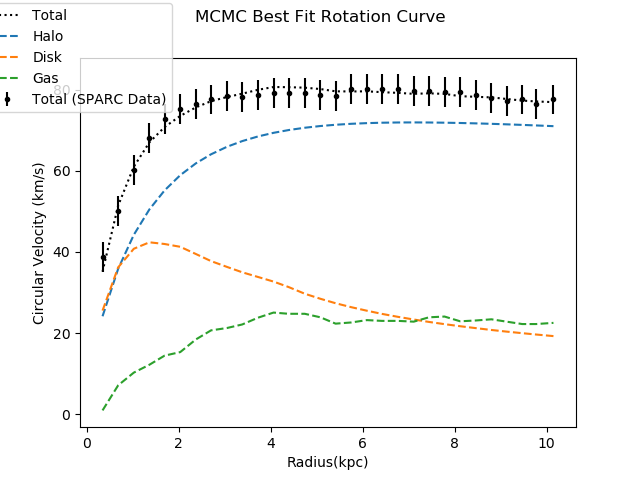 MCMC Best Fit Rotation Curve
Total
Halo
Disk
Gas
Total (SPARC Data)
80
60
40
20
0
Circular Velocity (km/s)
0 2 4 6 8 10
Radius(kpc)